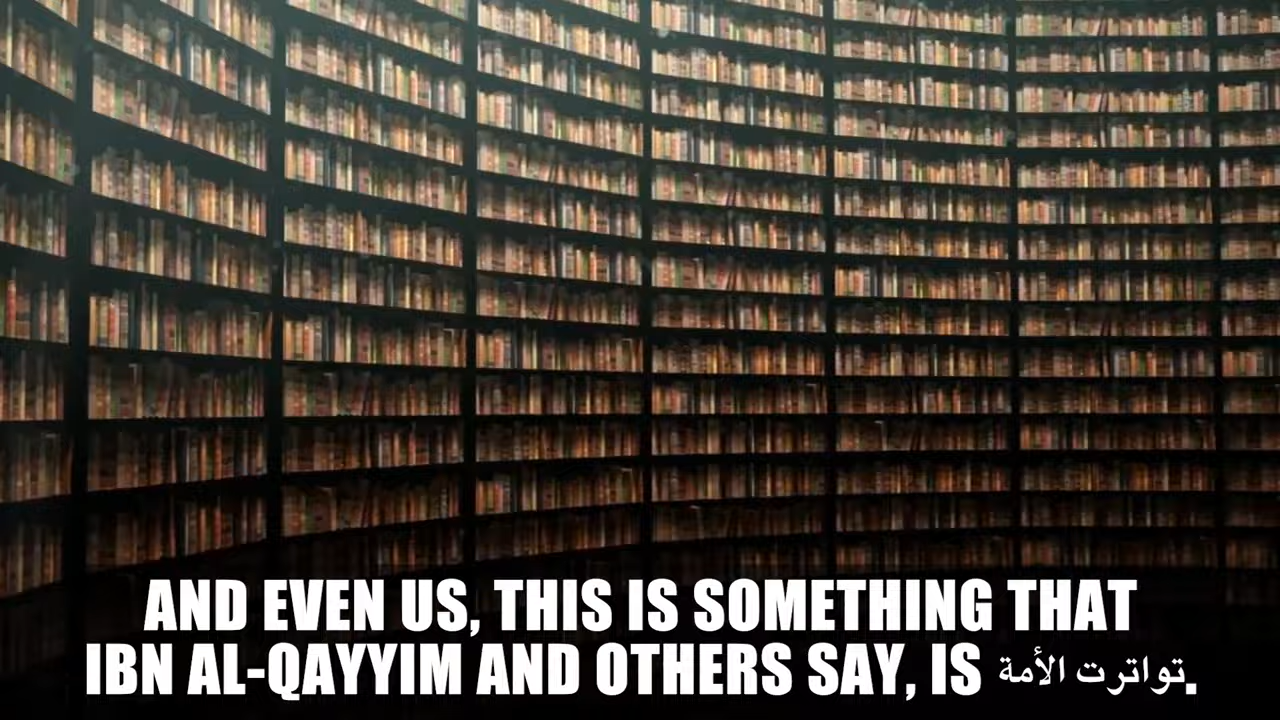 AND EVEN US, THIS IS SOMETHING THAT
IBN AL-QAYYIM AND OTHERS SAY, IS تواترت الأمة.